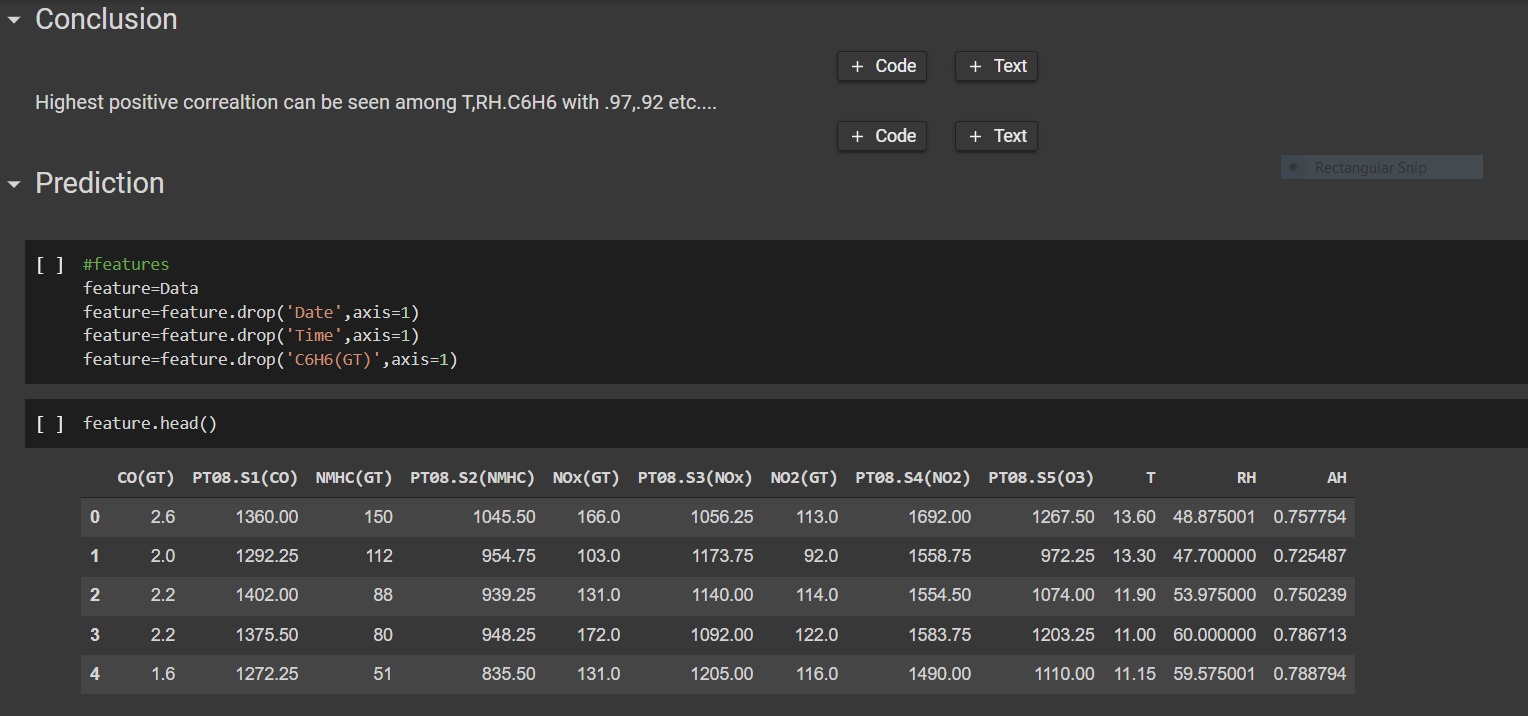 Conclusion
+ Code + Text
Highest positive correaltion can be seen among T,RH.C6H6 with .97,.92 etc....
+ Code + Text
Rectangular Snip
Prediction
[ ] #features
feature=Data
feature=feature.drop('Date',axis=1)
feature=feature.drop('Time',axis=1)
feature=feature.drop('C6H6(GT)',axis=1)
[ ] feature.head()
CO(GT) PT08.S1(CO) NMHC(GT) PT08.S2(NMHC) NOx(GT) PT08.S3(NOx) NO2(GT) PT08.S4(NO2) PT08.S5(O3) T RH AH
0 2.6 1360.00 150 1045.50 166.0 1056.25 113.0 1692.00 1267.50 13.60 48.875001 0.757754
1 2.0 1292.25 112 954.75 103.0 1173.75 92.0 1558.75 972.25 13.30 47.700000 0.725487
2 2.2 1402.00 88 939.25 131.0 1140.00 114.0 1554.50 1074.00 11.90 53.975000 0.750239
3 2.2 1375.50 80 948.25 172.0 1092.00 122.0 1583.75 1203.25 11.00 60.000000 0.786713
4 1.6 1272.25 51 835.50 131.0 1205.00 116.0 1490.00 1110.00 11.15 59.575001 0.788794